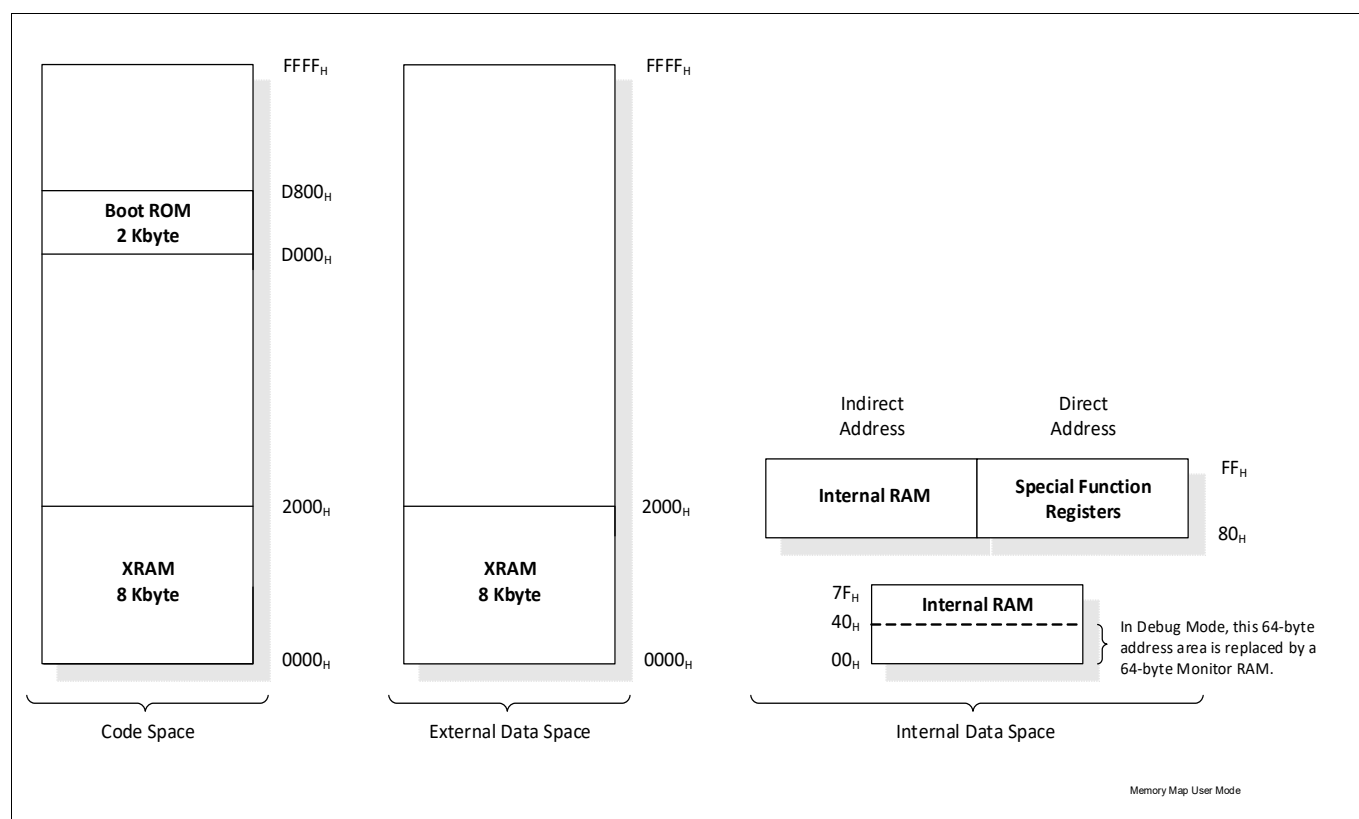 FFFFH
D800H
Boot ROM
2 Kbyte
D000H
2000H
XRAM
8 Kbyte
0000H
Code Space
FFFFH
2000H
XRAM
8 Kbyte
0000H
External Data Space
Indirect
Address
Direct
Address
Internal RAM
Special Function
Registers
FFH
80H
7FH
Internal RAM
40H
00H
In Debug Mode, this 64-byte
address area is replaced by a
64-byte Monitor RAM.
Internal Data Space
Memory Map User Mode